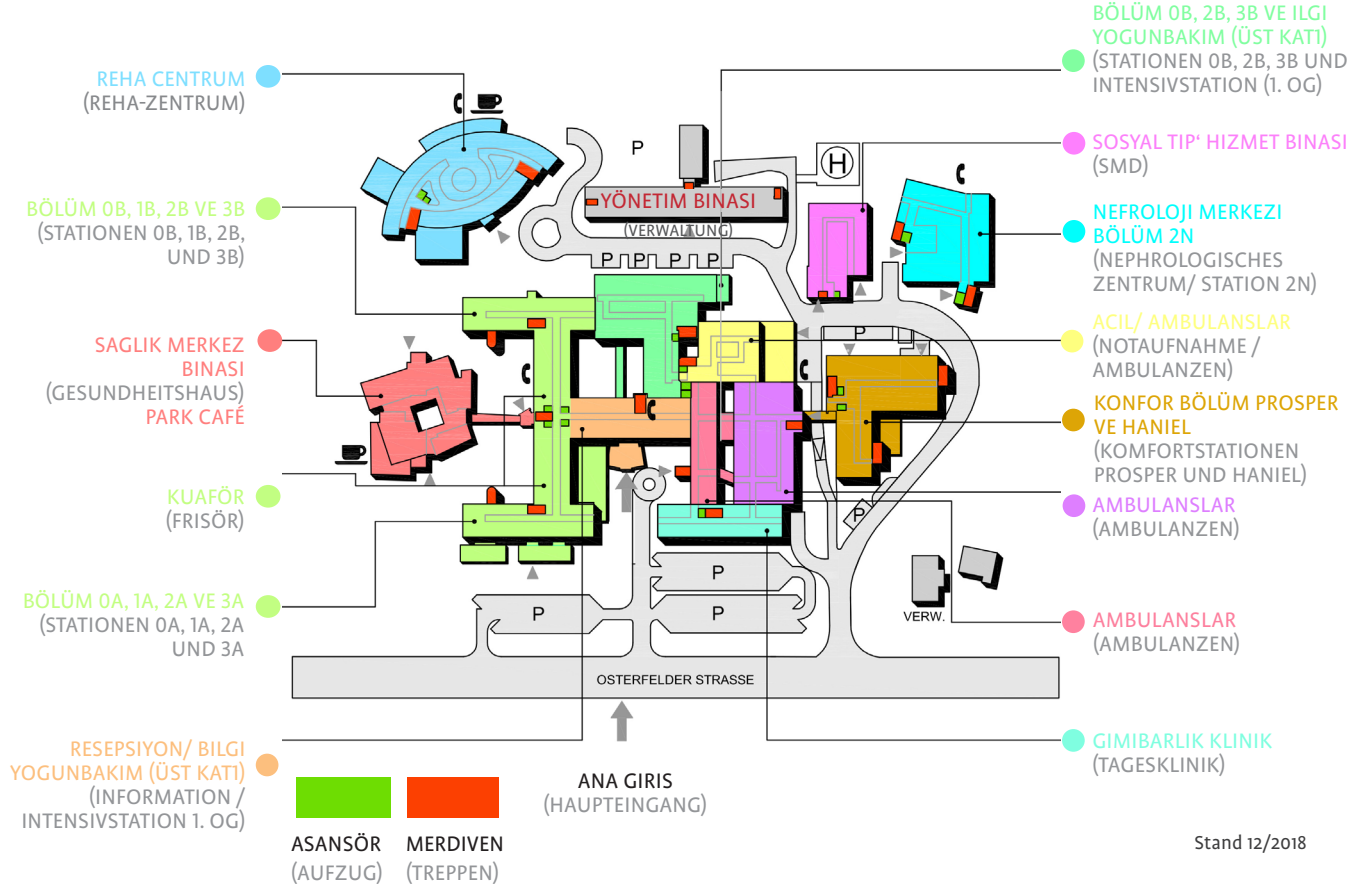 REHA CENTRUM
(REHA-ZENTRUM)
BÖLÜM 0B, 1B, 2B VE 3B
(STATIONEN 0B, 1B, 2B,
UND 3B)
SAGLIK MERKEZ
BINASI
(GESUNDHEITSHAUS)
PARK CAFÉ
KUAFÖR
(FRISÖR)
BÖLÜM 0A, 1A, 2A VE 3A
(STATIONEN 0A, 1A, 2A
UND 3A
RESEPSIYON/ BILGI
YOGUNBAKIM (ÜST KAT1)
(INFORMATION /
INTENSIVSTATION 1. OG)
P
H
YÖNETIM BINASI
(VERWALTUNG)
P P P P
P
P
P
P
P
VERW.
OSTERFELDER STRASSE
ANA GIRIS
(HAUPTEINGANG)
ASANSÖR
(AUFZUG)
MERDIVEN
(TREPPEN)
BÖLÜM 0B, 2B, 3B VE ILGI
YOGUNBAKIM (ÜST KAT1)
(STATIONEN 0B, 2B, 3B UND
INTENSIVSTATION (1. OG)
SOSYAL TIP‘ HIZMET BINASI
(SMD)
NEFROLOJI MERKEZI
BÖLÜM 2N
(NEPHROLOGISCHES
ZENTRUM/ STATION 2N)
ACIL/ AMBULANSLAR
(NOTAUFNAHME /
AMBULANZEN)
KONFOR BÖLÜM PROSPER
VE HANIEL
(KOMFORTSTATIONEN
PROSPER UND HANIEL)
AMBULANSLAR
(AMBULANZEN)
AMBULANSLAR
(AMBULANZEN)
GIMIBARLIK KLINIK
(TAGESKLINIK)
Stand 12/2018